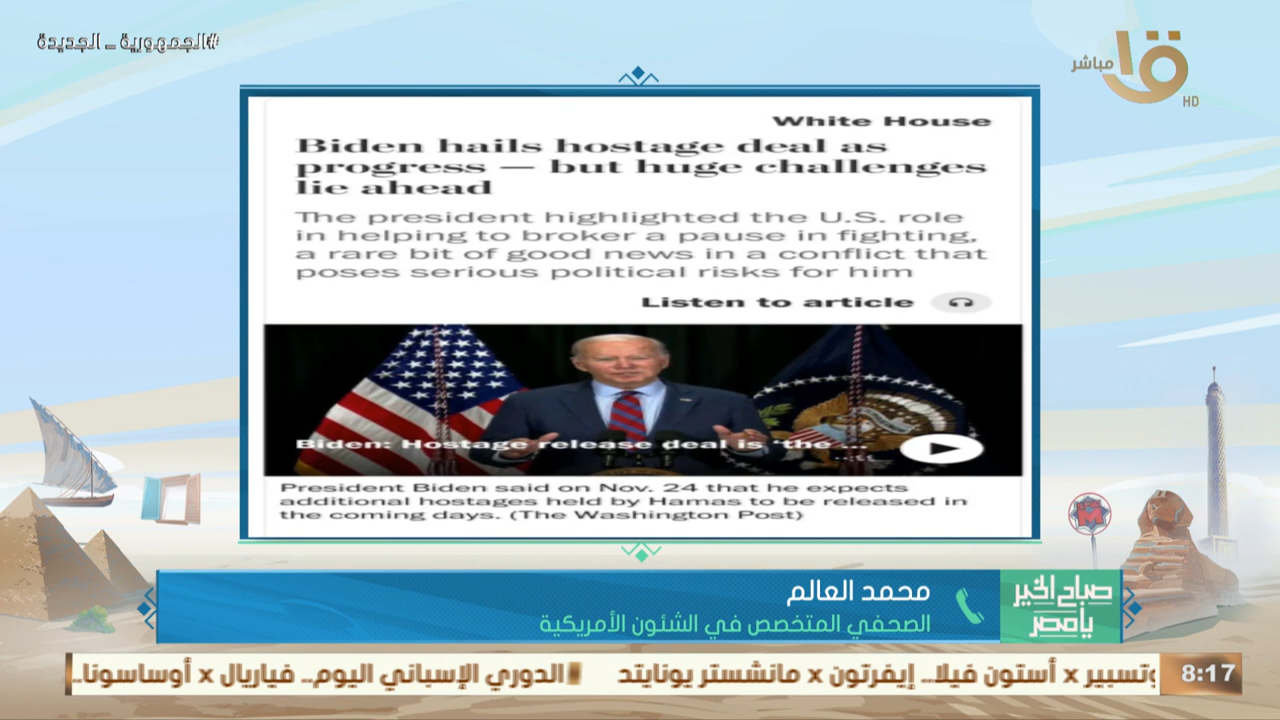 #الجمهورية_الجديدة
مباشر
HD
White House
Biden hails hostage deal as
progress — but huge challenges
lie ahead
The president highlighted the U.S. role
in helping to broker a pause in fighting,
a rare bit of good news in a conflict that
poses serious political risks for him
Listen to article
Biden: Hostage release deal is 'the ...
President Biden said on Nov. 24 that he expects
additional hostages held by Hamas to be released in
the coming days. (The Washington Post)
M
صباح الخير
يا مصر
محمد العالم
الصحفي المتخصص في الشئون الأمريكية
8:17
وتسبير x أستون فيلا.. إيفرتون x مانشستر يونايتد
الدوري الإسباني اليوم.. فياريال x أوساسونا..